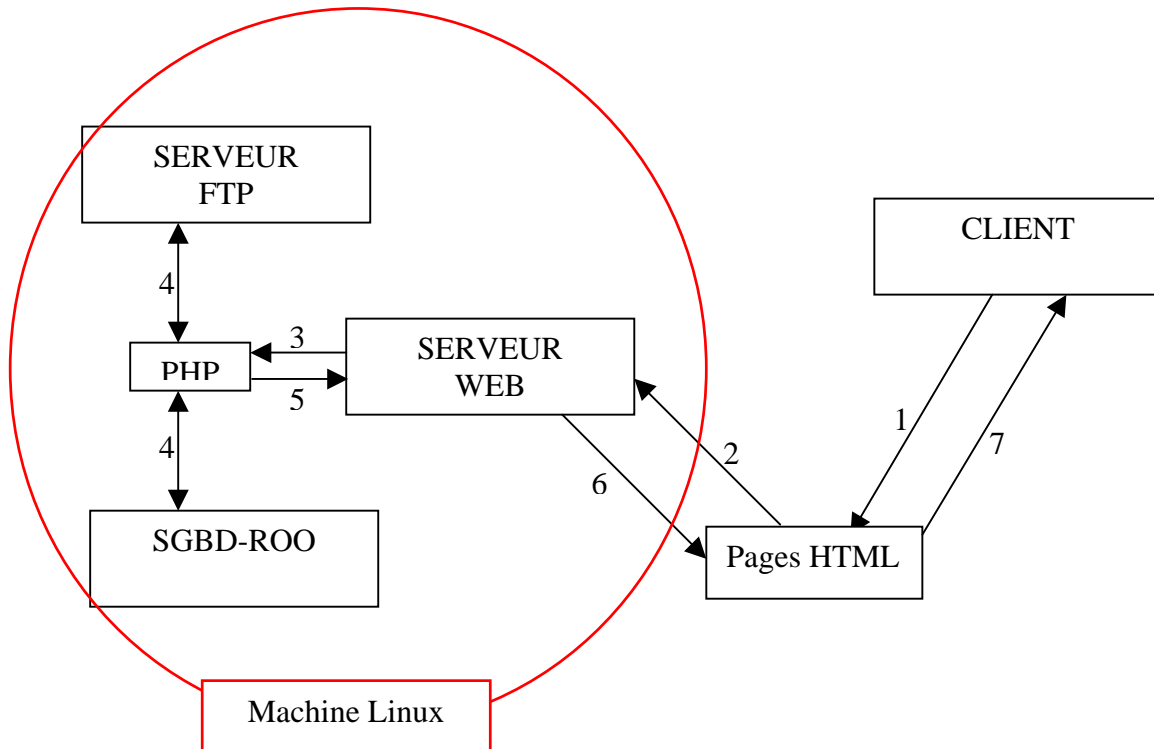 SERVEUR
FTP
CLIENT
4
3
SERVEUR
WEB
PHP
5
1
7
4
2
6
SGBD-ROO
Pages HTML
Machine Linux